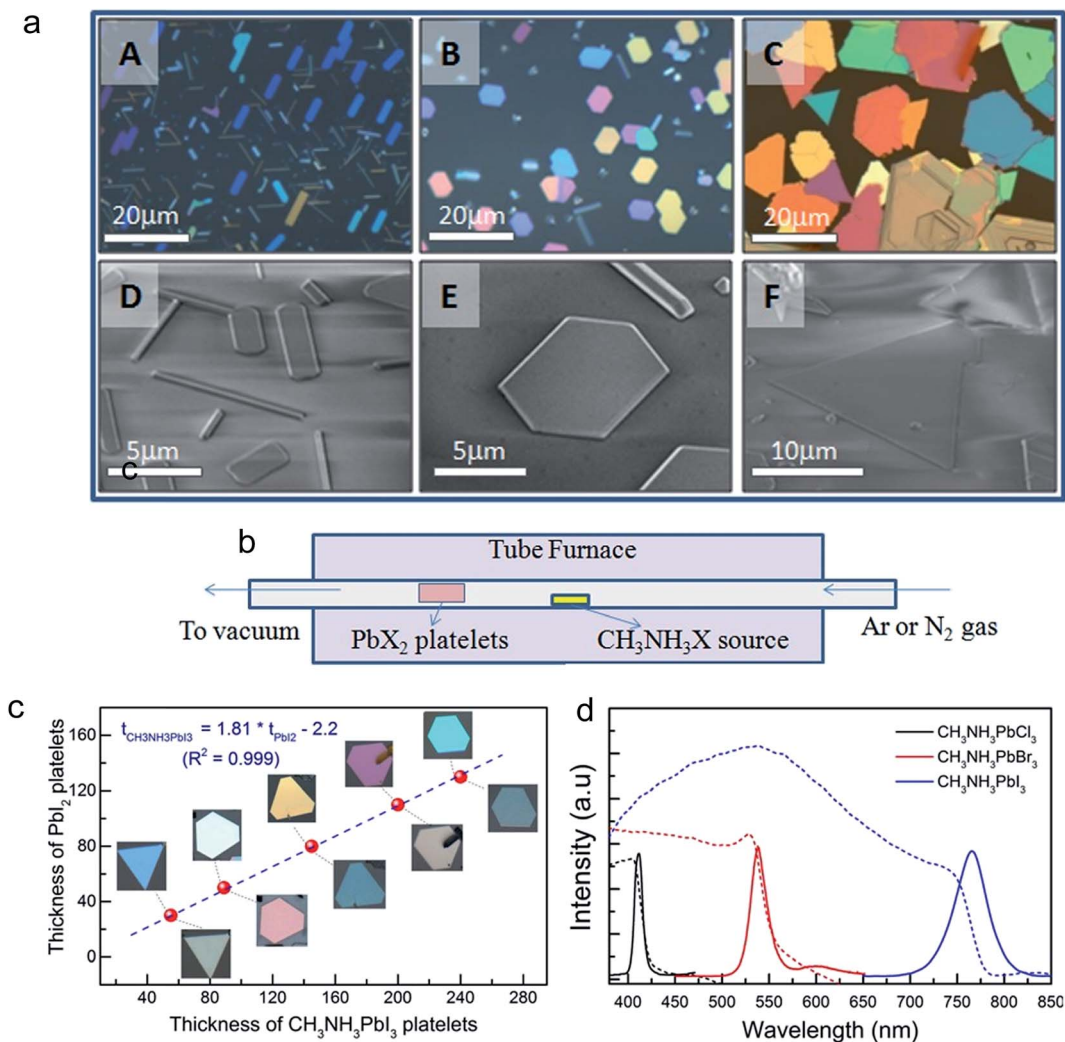 a
A
B
C
20μm
20μm
20μm
D
E
F
5μm
5μm
10μm
c
b
Tube Furnace
To vacuum
PbX₂ platelets
CH₃NH₃X source
Ar or N₂ gas
c
t_CH3NH3PbI3 = 1.81 * t_PbI2 - 2.2
(R² = 0.999)
Thickness of PbI₂ platelets
160
120
80
40
0
40 80 120 160 200 240 280
Thickness of CH₃NH₃PbI₃ platelets
d
CH₃NH₃PbCl₃
CH₃NH₃PbBr₃
CH₃NH₃PbI₃
Intensity (a.u)
400 450 500 550 600 650 700 750 800 850
Wavelength (nm)